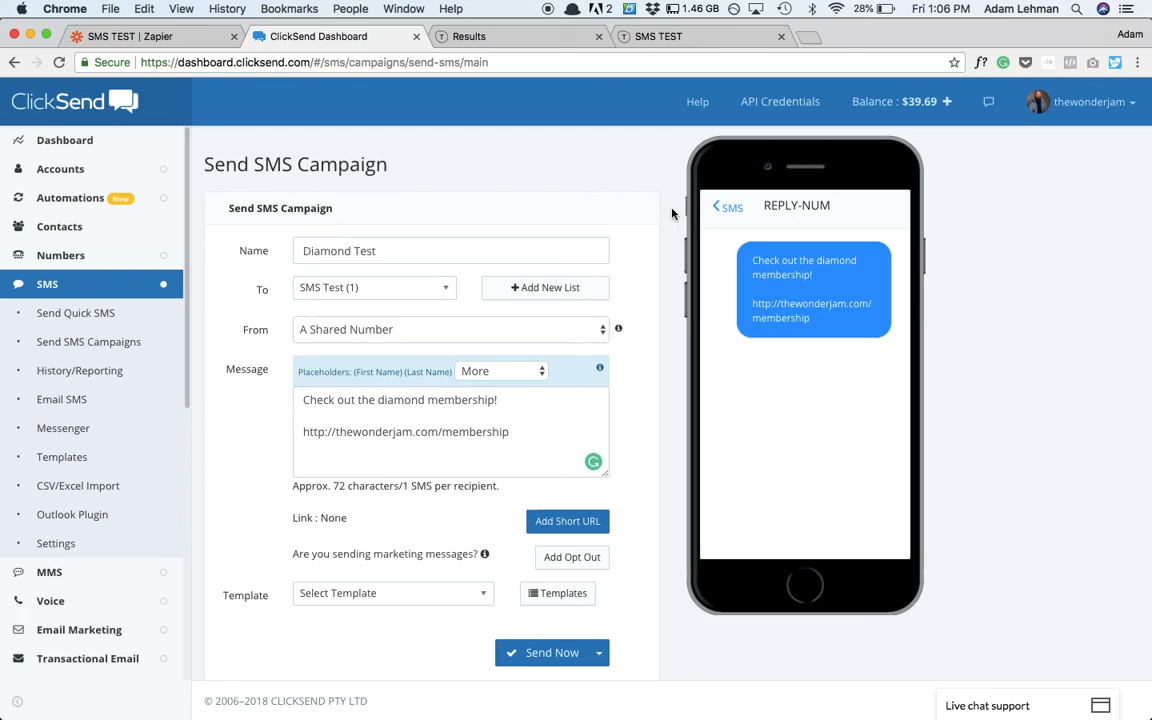 Chrome File Edit View History Bookmarks People Window Help 1.46 GB 28% Fri 1:06 PM Adam Lehman
SMS TEST | Zapier ClickSend Dashboard Results SMS TEST Adam
Secure https://dashboard.clicksend.com/#/sms/campaigns/send-sms/main
ClickSend Help API Credentials Balance : $39.69 thewonderjam
Dashboard
Accounts
Automations New
Contacts
Numbers
SMS
Send Quick SMS
Send SMS Campaigns
History/Reporting
Email SMS
Messenger
Templates
CSV/Excel Import
Outlook Plugin
Settings
MMS
Voice
Email Marketing
Transactional Email
Send SMS Campaign
Send SMS Campaign
Name Diamond Test
To SMS Test (1) Add New List
From A Shared Number
Message Placeholders: (First Name) (Last Name) More
Check out the diamond membership!
http://thewonderjam.com/membership
Approx. 72 characters/1 SMS per recipient.
Link : None Add Short URL
Are you sending marketing messages? Add Opt Out
Template Select Template Templates
Send Now
SMS REPLY-NUM
Check out the diamond
membership!
http://thewonderjam.com/
membership
© 2006–2018 CLICKSEND PTY LTD
Live chat support